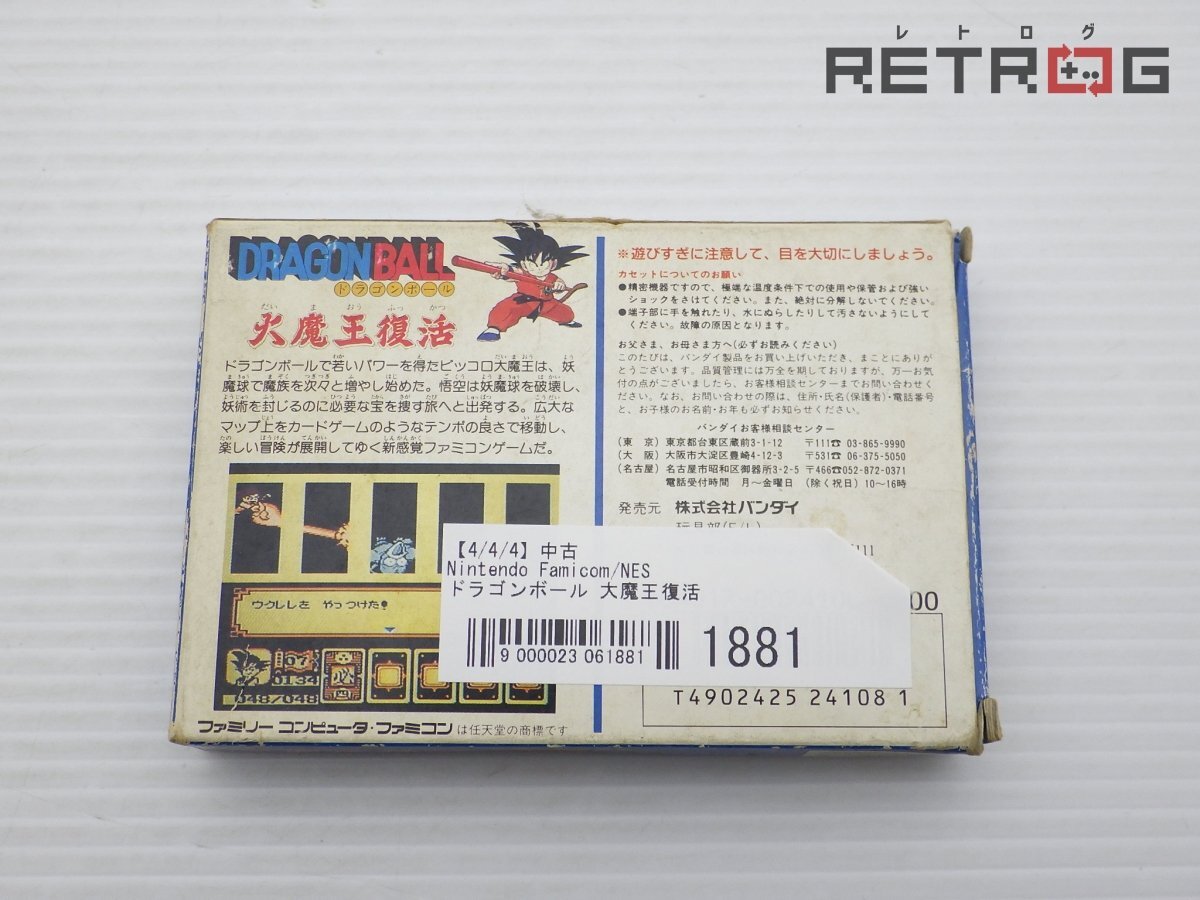 レトログ
RETROG
DRAGON BALL
ドラゴンボール
だい ま おう ふっ かつ
大魔王復活
ドラゴンボールで若いパワーを得たピッコロ大魔王は、妖
魔球で魔族を次々と増やし始めた。悟空は妖魔球を破壊し、
妖術を封じるのに必要な宝を捜す旅へと出発する。広大な
マップ上をカードゲームのようなテンポの良さで移動し、
楽しい冒険が展開してゆく新感覚ファミコンゲームだ。
ウクレレを やっつけた!
07
0134
048/048
必
四
ファミリーコンピュータ・ファミコンは任天堂の商標です
※遊びすぎに注意して、目を大切にしましょう。
カセットについてのお願い
●精密機器ですので、極端な温度条件下での使用や保管および強い
ショックをさけてください。また、絶対に分解しないでください。
●端子部に手を触れたり、水にぬらしたりして汚さないようにして
ください。故障の原因となります。
お父さま、お母さま方へ(必ずお読みください)
このたびは、バンダイ製品をお買い上げいただき、まことにありが
とうございます。品質管理には万全を期しておりますが、万一お気
付の点がございましたら、お客様相談センターまでお問い合わせく
ださい。なお、お問い合わせの際は、住所・氏名(保護者)・電話番号
と、お子様のお名前・お年も必ずお知らせください。
バンダイお客様相談センター
(東 京) 東京都台東区蔵前3-1-12 〒111☎ 03-865-9990
(大 阪) 大阪市大淀区豊崎4-12-3 〒531☎ 06-375-5050
(名古屋) 名古屋市昭和区御器所3-2-5 〒466☎052-872-0371
電話受付時間 月~金曜日 (除く祝日) 10~16時
発売元 株式会社バンダイ
【4/4/4】中古
Nintendo Famicom/NES
ドラゴンボール 大魔王復活
9 000023 061881
1881
00
T4902425 24108 1